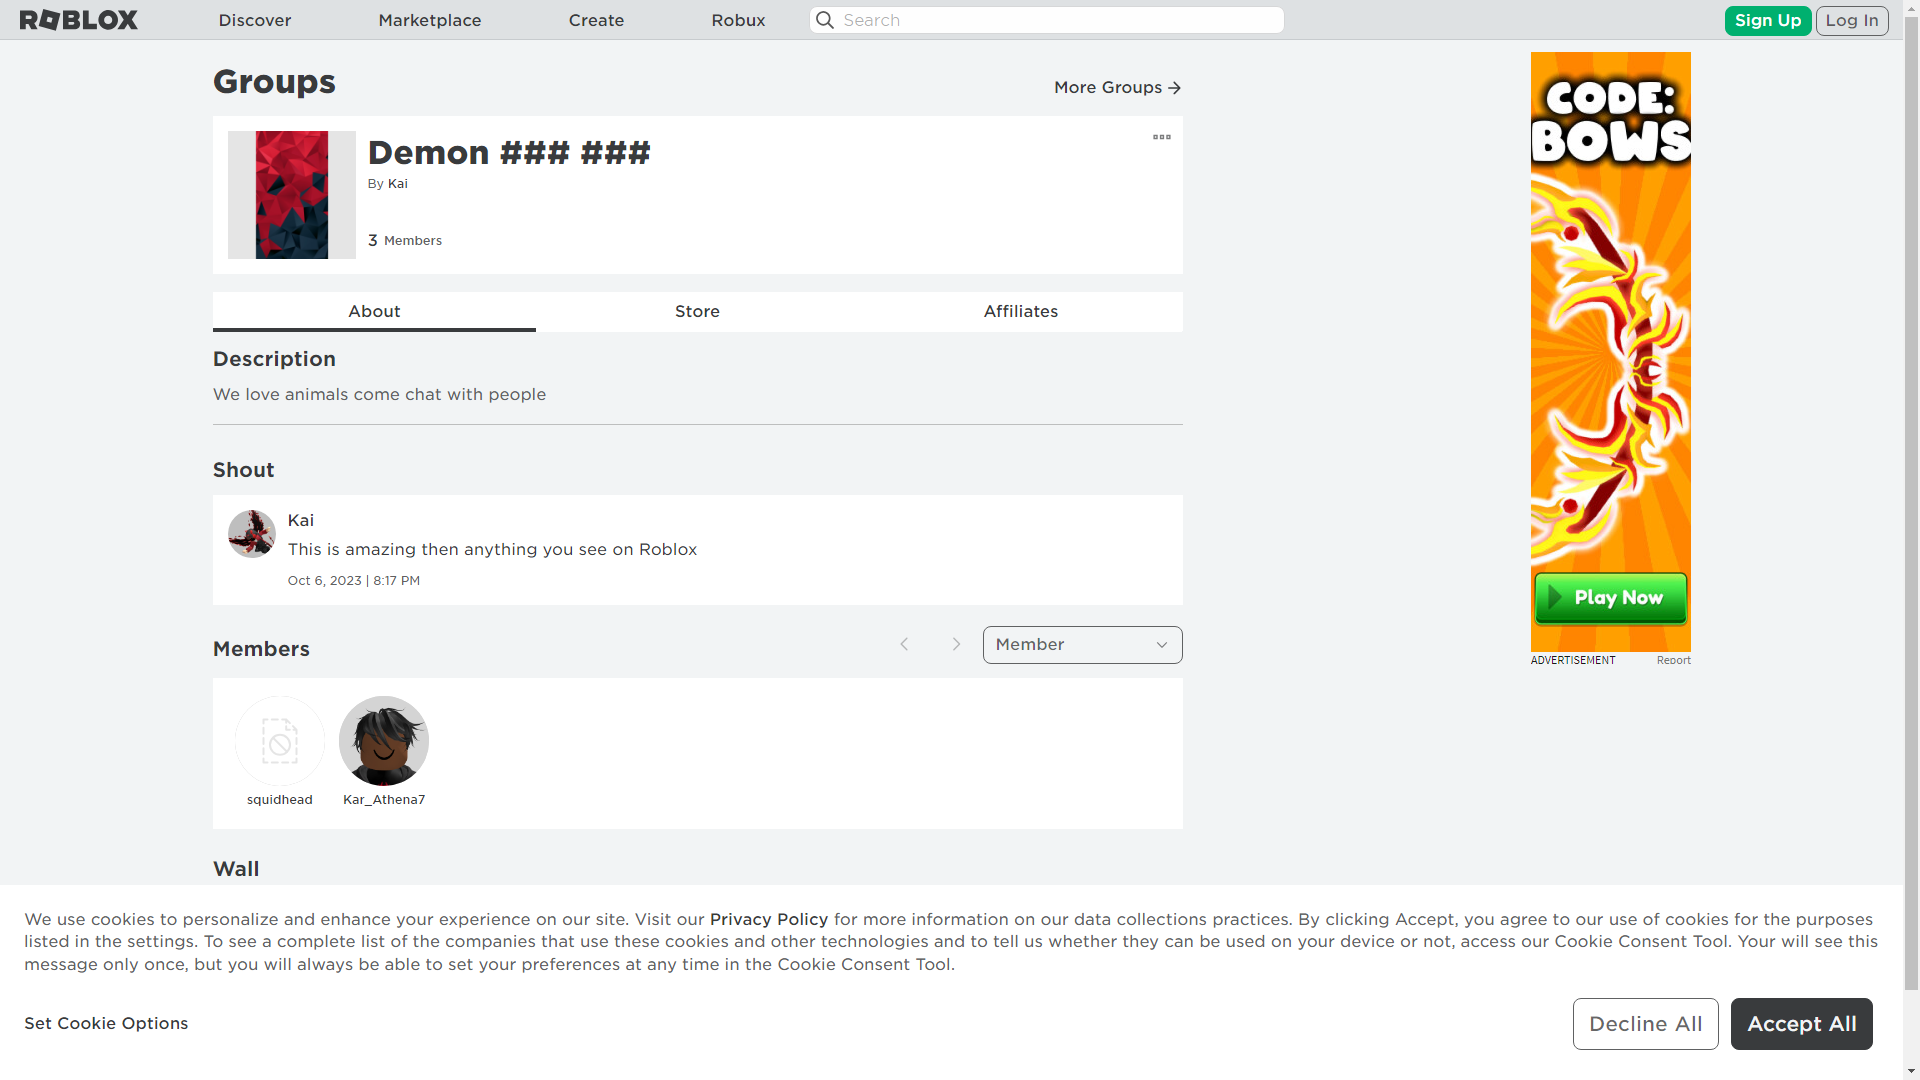 ROBLOX
Discover
Marketplace
Create
Robux
Search
Sign Up
Log In
Groups
More Groups
Demon ### ###
By Kai
3 Members
About
Store
Affiliates
Description
We love animals come chat with people
Shout
Kai
This is amazing then anything you see on Roblox
Oct 6, 2023 | 8:17 PM
Members
Member
squidhead
Kar_Athena7
Wall
CODE:
BOWS
Play Now
ADVERTISEMENT
Report
We use cookies to personalize and enhance your experience on our site. Visit our Privacy Policy for more information on our data collections practices. By clicking Accept, you agree to our use of cookies for the purposes
listed in the settings. To see a complete list of the companies that use these cookies and other technologies and to tell us whether they can be used on your device or not, access our Cookie Consent Tool. Your will see this
message only once, but you will always be able to set your preferences at any time in the Cookie Consent Tool.
Set Cookie Options
Decline All
Accept All